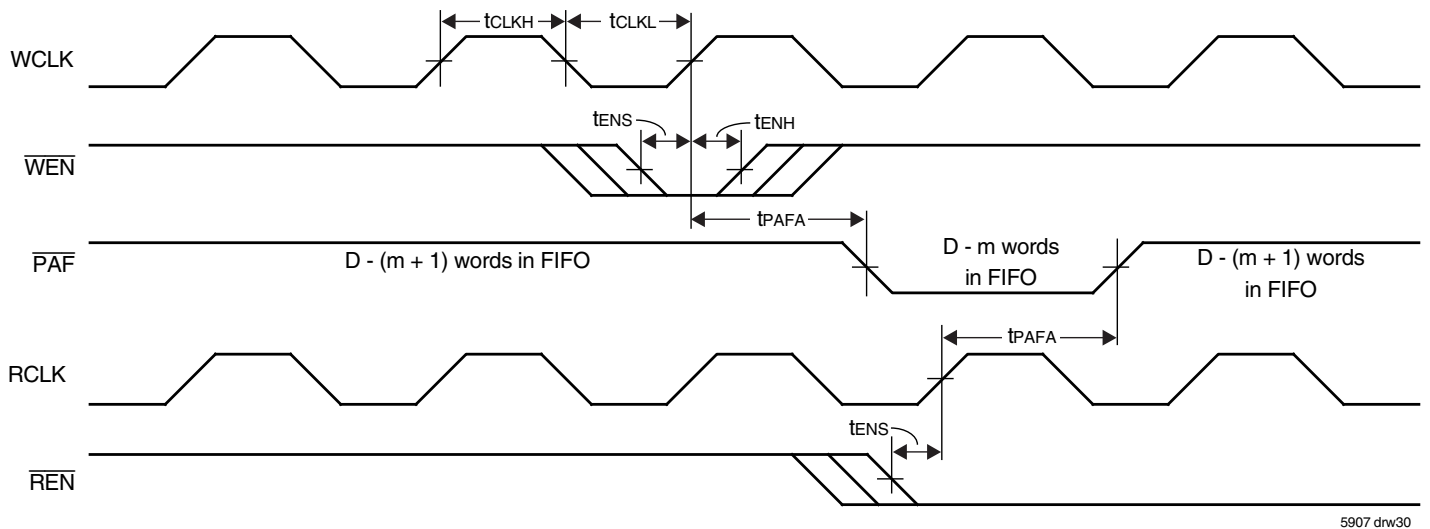 tCLKH
tCLKL
WCLK
tENS
tENH
WEN
tPAFA
PAF
D - (m + 1) words in FIFO
D - m words
in FIFO
D - (m + 1) words
in FIFO
tPAFA
RCLK
tENS
REN
5907 drw30